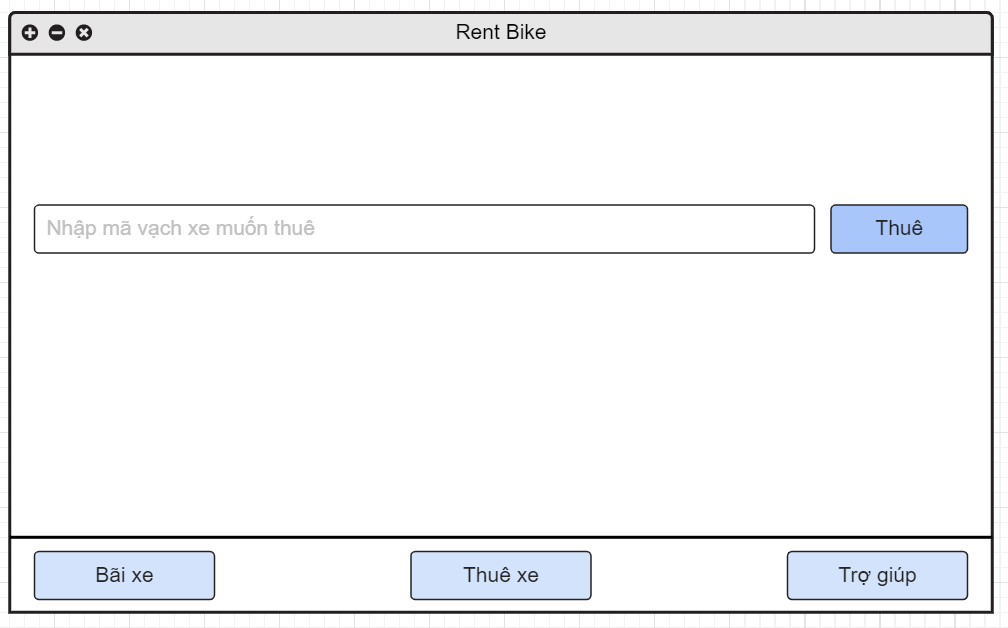 Rent Bike
Nhập mã vạch xe muốn thuê
Thuê
Bãi xe
Thuê xe
Trợ giúp